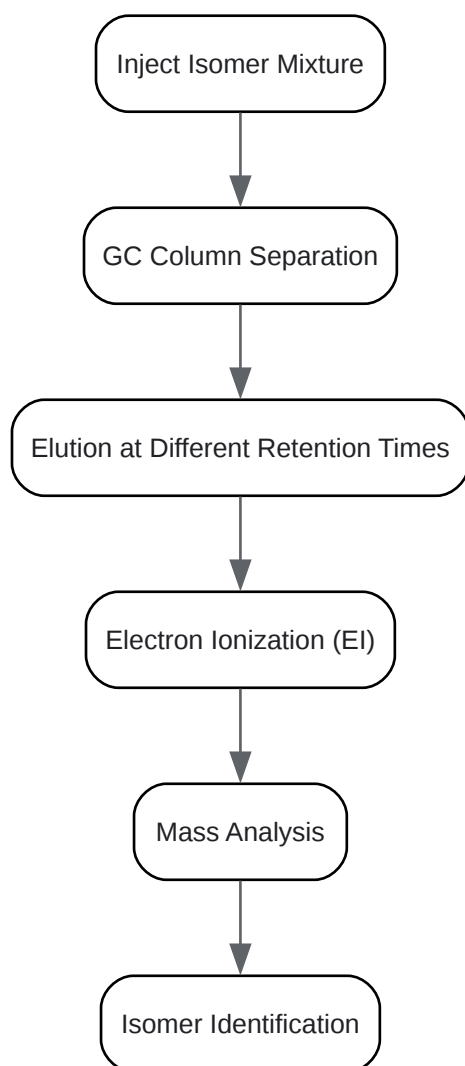 Inject Isomer Mixture
GC Column Separation
Elution at Different Retention Times
Electron Ionization (EI)
Mass Analysis
Isomer Identification